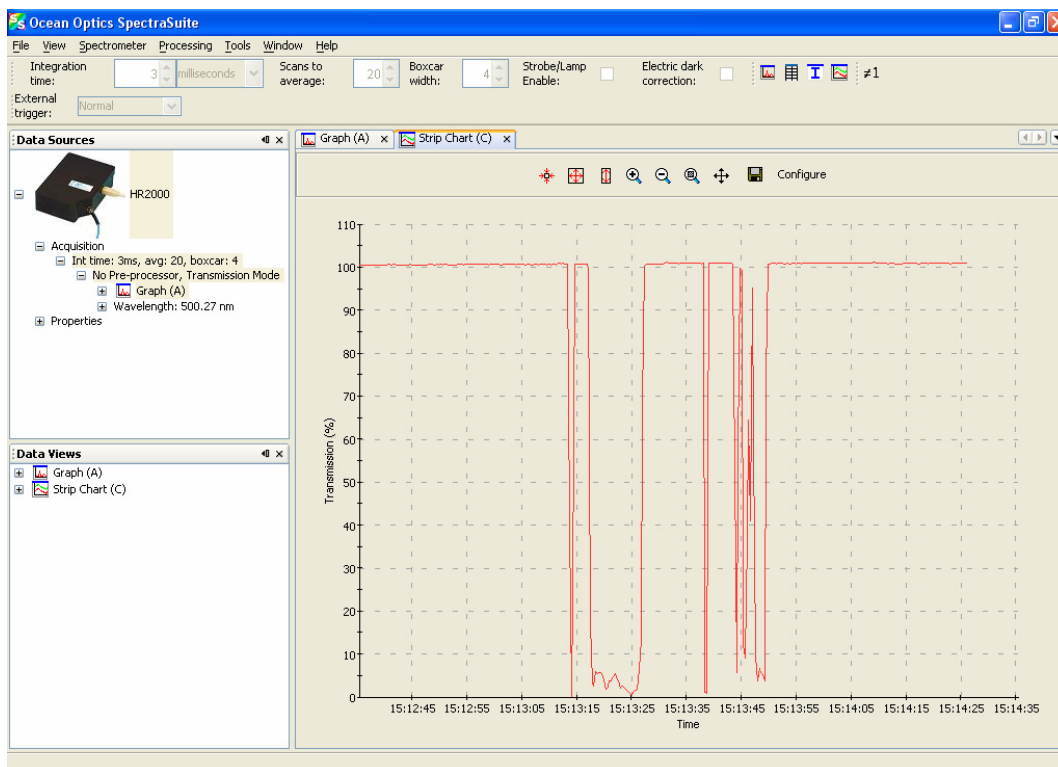 Ocean Optics SpectraSuite
File View Spectrometer Processing Tools Window Help
Integration time: 3 milliseconds Scans to average: 20 Boxcar width: 4 Strobe/Lamp Enable: Electric dark correction: ≠1
External trigger: Normal
Data Sources
HR2000
Acquisition
Int time: 3ms, avg: 20, boxcar: 4
No Pre-processor, Transmission Mode
Graph (A)
Wavelength: 500.27 nm
Properties
Data Views
Graph (A)
Strip Chart (C)
Graph (A) Strip Chart (C)
Configure
110
100
90
80
70
60
50
40
30
20
10
0
Transmission (%)
15:12:45 15:12:55 15:13:05 15:13:15 15:13:25 15:13:35 15:13:45 15:13:55 15:14:05 15:14:15 15:14:25 15:14:35
Time